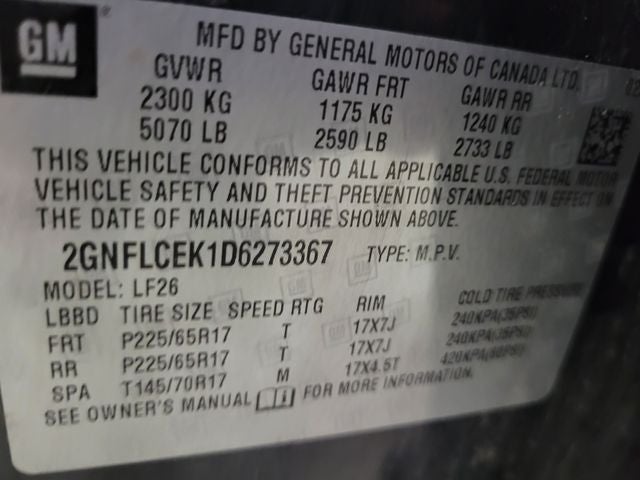 GM ®
MFD BY GENERAL MOTORS OF CANADA LTD.
GVWR GAWR FRT GAWR RR
2300 KG 1175 KG 1240 KG
5070 LB 2590 LB 2733 LB
THIS VEHICLE CONFORMS TO ALL APPLICABLE U.S. FEDERAL MOTOR
VEHICLE SAFETY AND THEFT PREVENTION STANDARDS IN EFFECT ON
THE DATE OF MANUFACTURE SHOWN ABOVE.
2GNFLCEK1D6273367 TYPE: M.P.V.
MODEL: LF26
LBBD TIRE SIZE SPEED RTG RIM COLD TIRE PRESSURE
FRT P225/65R17 T 17X7J 240KPA(35PSI)
RR P225/65R17 T 17X7J 240KPA(35PSI)
SPA T145/70R17 M 17X4.5T 420KPA(60PSI)
SEE OWNER'S MANUAL FOR MORE INFORMATION.